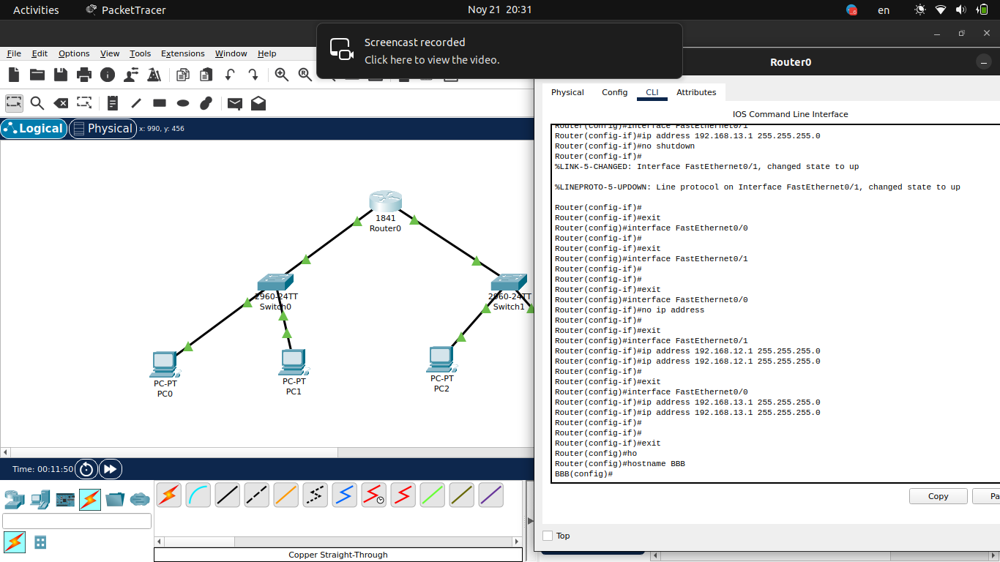 Activities
PacketTracer
Noy 21 20:31
en
Screencast recorded
Click here to view the video.
File Edit Options View Tools Extensions Window Help
Logical
Physical
x: 990, y: 456
1841
Router0
2960-24TT
Switch0
2960-24TT
Switch1
PC-PT
PC0
PC-PT
PC1
PC-PT
PC2
Time: 00:11:50
Copper Straight-Through
Router0
Physical Config CLI Attributes
IOS Command Line Interface
Router(config)#interface FastEthernet0/1
Router(config-if)#ip address 192.168.13.1 255.255.255.0
Router(config-if)#no shutdown
Router(config-if)#
%LINK-5-CHANGED: Interface FastEthernet0/1, changed state to up
%LINEPROTO-5-UPDOWN: Line protocol on Interface FastEthernet0/1, changed state to up
Router(config-if)#
Router(config-if)#exit
Router(config)#interface FastEthernet0/0
Router(config-if)#
Router(config-if)#exit
Router(config)#interface FastEthernet0/1
Router(config-if)#
Router(config-if)#
Router(config-if)#exit
Router(config)#interface FastEthernet0/0
Router(config-if)#no ip address
Router(config-if)#
Router(config-if)#exit
Router(config)#interface FastEthernet0/1
Router(config-if)#ip address 192.168.12.1 255.255.255.0
Router(config-if)#ip address 192.168.12.1 255.255.255.0
Router(config-if)#
Router(config-if)#exit
Router(config)#interface FastEthernet0/0
Router(config-if)#ip address 192.168.13.1 255.255.255.0
Router(config-if)#ip address 192.168.13.1 255.255.255.0
Router(config-if)#
Router(config-if)#
Router(config-if)#exit
Router(config)#ho
Router(config)#hostname BBB
BBB(config)#
Copy
Pa
Top